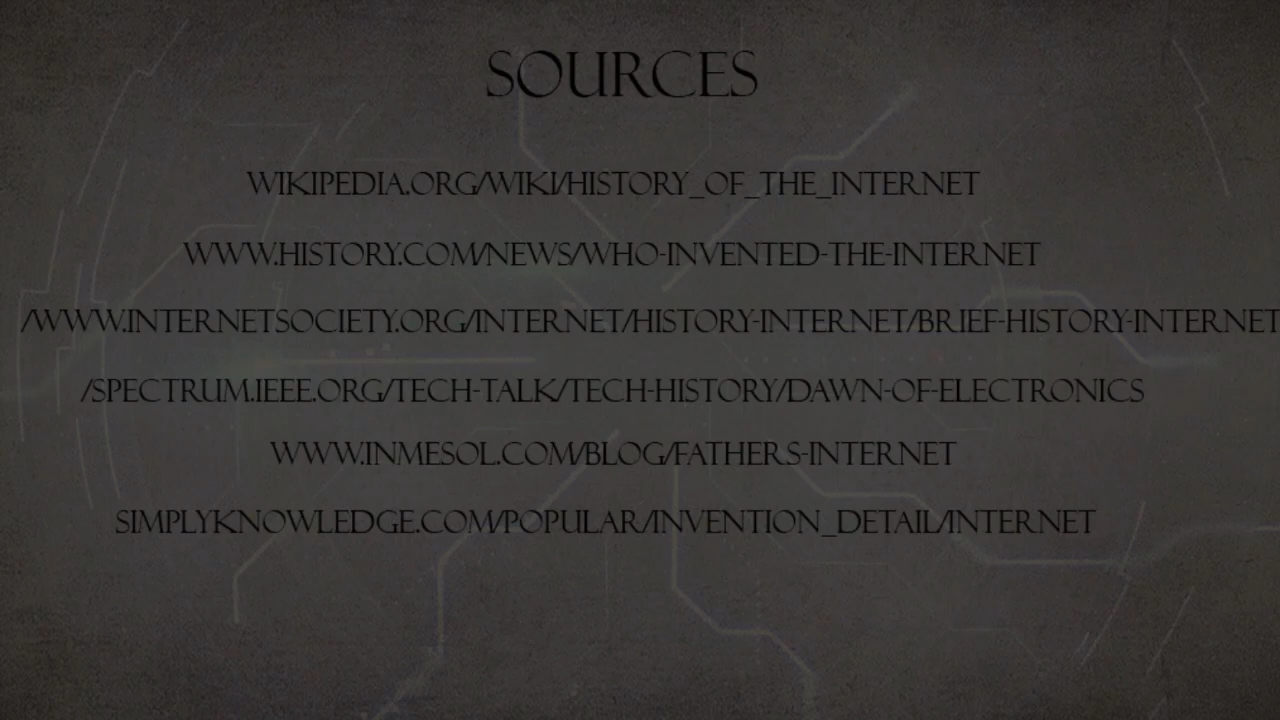 SOURCES
WIKIPEDIA.ORG/WIKI/HISTORY_OF_THE_INTERNET
WWW.HISTORY.COM/NEWS/WHO-INVENTED-THE-INTERNET
/WWW.INTERNETSOCIETY.ORG/INTERNET/HISTORY-INTERNET/BRIEF-HISTORY-INTERNET
/SPECTRUM.IEEE.ORG/TECH-TALK/TECH-HISTORY/DAWN-OF-ELECTRONICS
WWW.INMESOL.COM/BLOG/FATHERS-INTERNET
SIMPLYKNOWLEDGE.COM/POPULAR/INVENTION_DETAIL/INTERNET